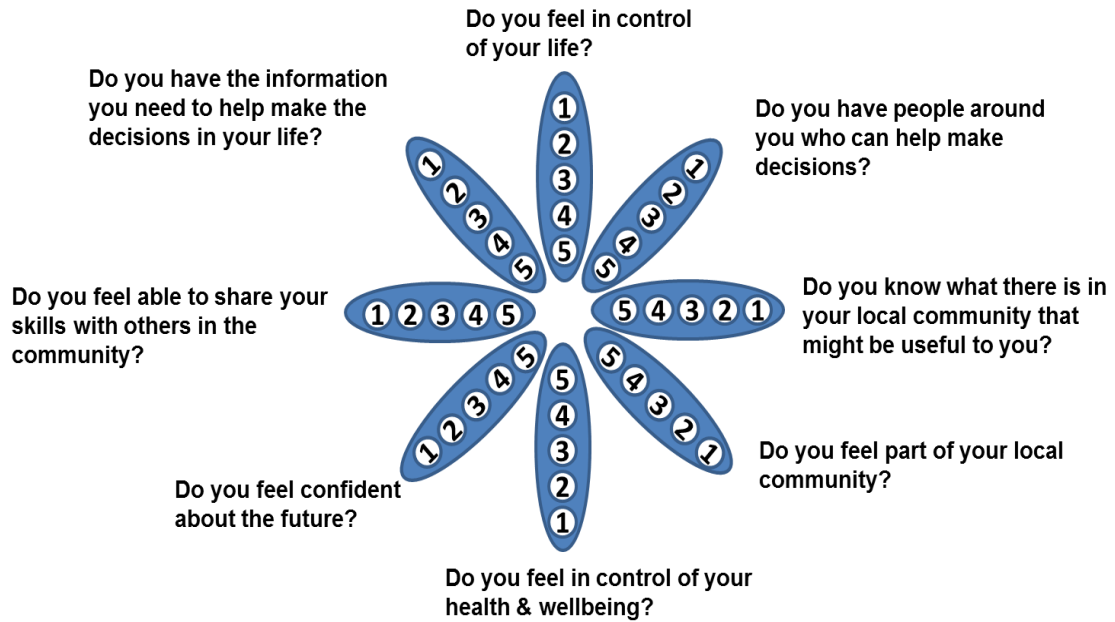 Do you feel in control
of your life?
1
2
3
4
5
Do you have people around
you who can help make
decisions?
1
2
3
4
5
Do you know what there is in
your local community that
might be useful to you?
5 4 3 2 1
Do you feel part of your local
community?
5
4
3
2
1
Do you feel in control of your
health & wellbeing?
5
4
3
2
1
Do you feel confident
about the future?
5
4
3
2
1
Do you feel able to share your
skills with others in the
community?
1 2 3 4 5
Do you have the information
you need to help make the
decisions in your life?
1
2
3
4
5